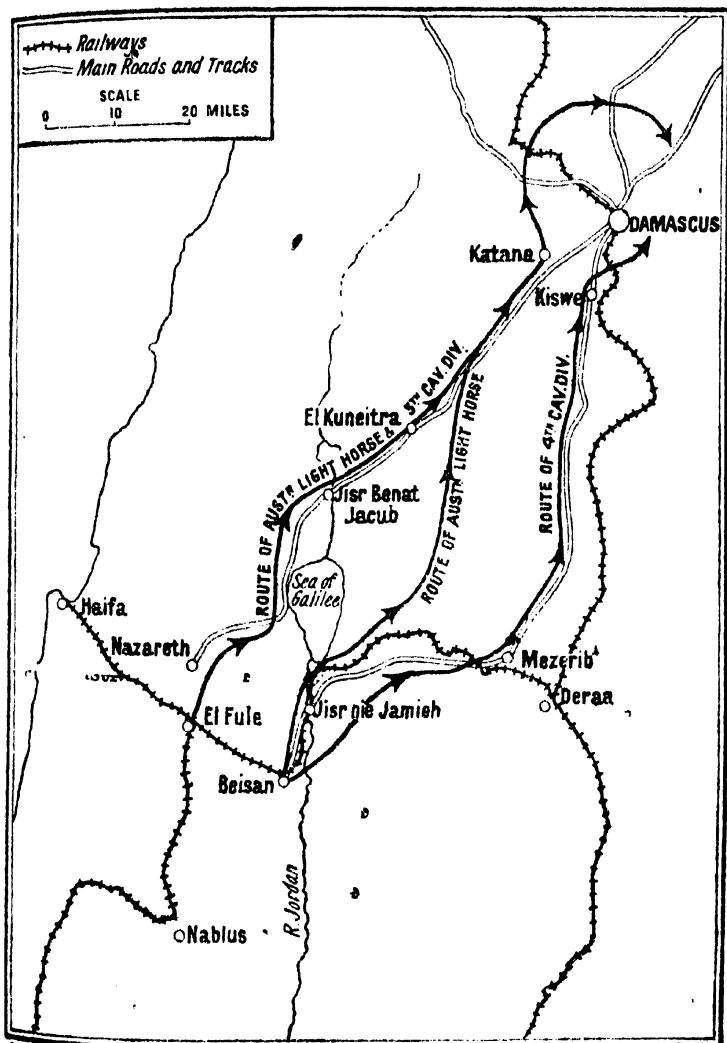 Railways
Main Roads and Tracks
SCALE
0 10 20 MILES
DAMASCUS
Katana
Kiswe
ROUTE OF AUSTN LIGHT HORSE & 5TH CAV. DIV.
El Kuneitra
ROUTE OF AUSTN LIGHT HORSE
ROUTE OF 4TH CAV. DIV.
Jisr Benat
Jacub
Sea of
Galilee
Haifa
Nazareth
Mezerib
Deraa
El Fule
Jisr
Jamieh
Beisan
R. Jordan
Nablus